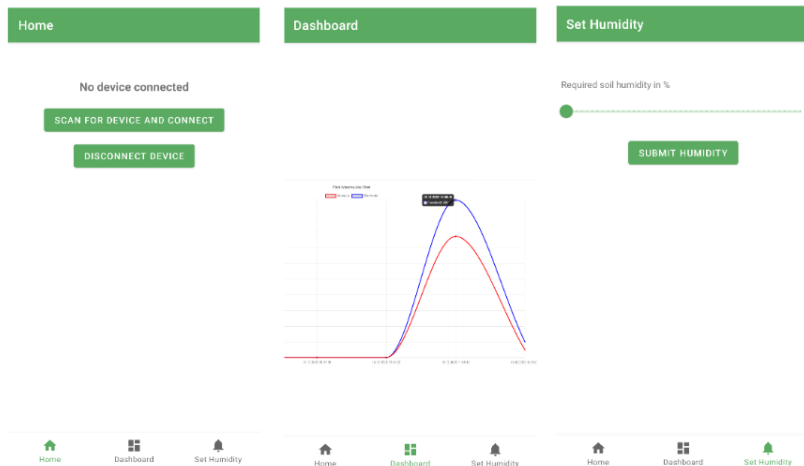 Home
No device connected
SCAN FOR DEVICE AND CONNECT
DISCONNECT DEVICE
Home
Dashboard
Set Humidity
Dashboard
Home
Dashboard
Set Humidity
Set Humidity
Required soil humidity in %
SUBMIT HUMIDITY
Home
Dashboard
Set Humidity